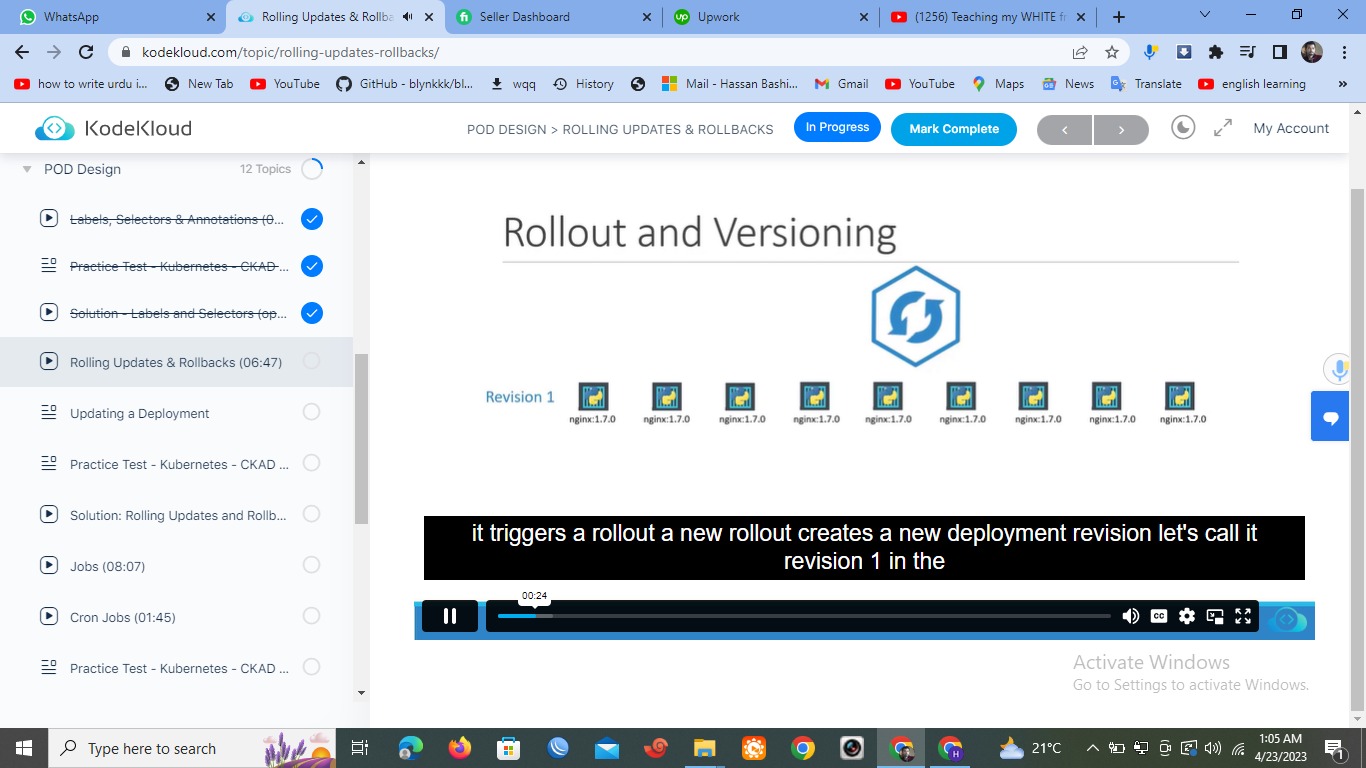 WhatsApp
Rolling Updates & Rollba
Seller Dashboard
Upwork
(1256) Teaching my WHITE fr
kodekloud.com/topic/rolling-updates-rollbacks/
how to write urdu i...
New Tab
YouTube
GitHub - blynkkk/bl...
wqq
History
Mail - Hassan Bashi...
Gmail
YouTube
Maps
News
Translate
english learning
»
KodeKloud
POD DESIGN > ROLLING UPDATES & ROLLBACKS
In Progress
Mark Complete
My Account
POD Design
12 Topics
Labels, Selectors & Annotations (0...
Practice Test - Kubernetes - CKAD ...
Solution - Labels and Selectors (op...
Rolling Updates & Rollbacks (06:47)
Updating a Deployment
Practice Test - Kubernetes - CKAD ...
Solution: Rolling Updates and Rollb...
Jobs (08:07)
Cron Jobs (01:45)
Practice Test - Kubernetes - CKAD ...
Rollout and Versioning
Revision 1
nginx:1.7.0 nginx:1.7.0 nginx:1.7.0 nginx:1.7.0 nginx:1.7.0 nginx:1.7.0 nginx:1.7.0 nginx:1.7.0 nginx:1.7.0
it triggers a rollout a new rollout creates a new deployment revision let's call it
revision 1 in the
00:24
CC
Activate Windows
Go to Settings to activate Windows.
Type here to search
21°C
1:05 AM
4/23/2023
1